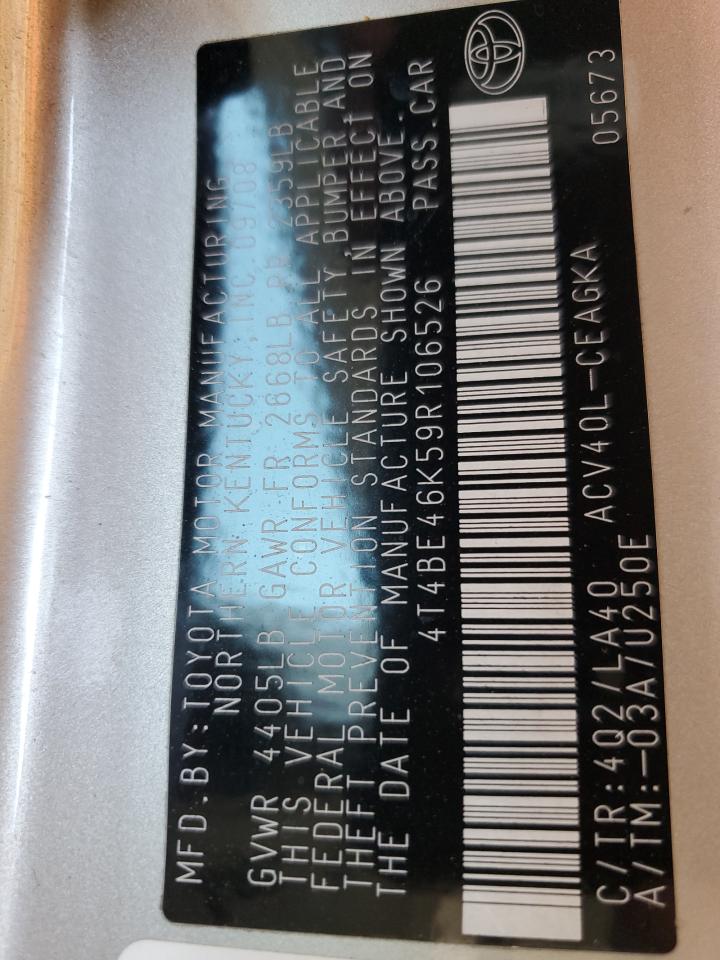 MFD.BY:TOYOTA MOTOR MANUFACTURING
NORTHERN KENTUCKY,INC.09/08
GVWR 4405LB GAWR FR 2668LB RR 2359LB
THIS VEHICLE CONFORMS TO ALL APPLICABLE
FEDERAL MOTOR VEHICLE SAFETY,BUMPER AND
THEFT PREVENTION STANDARDS IN EFFECT ON
THE DATE OF MANUFACTURE SHOWN ABOVE.
4T4BE46K59R106526 PASS.CAR
C/TR:4Q2/LA40 ACV40L-CEAGKA 05673
A/TM:-03A/U250E